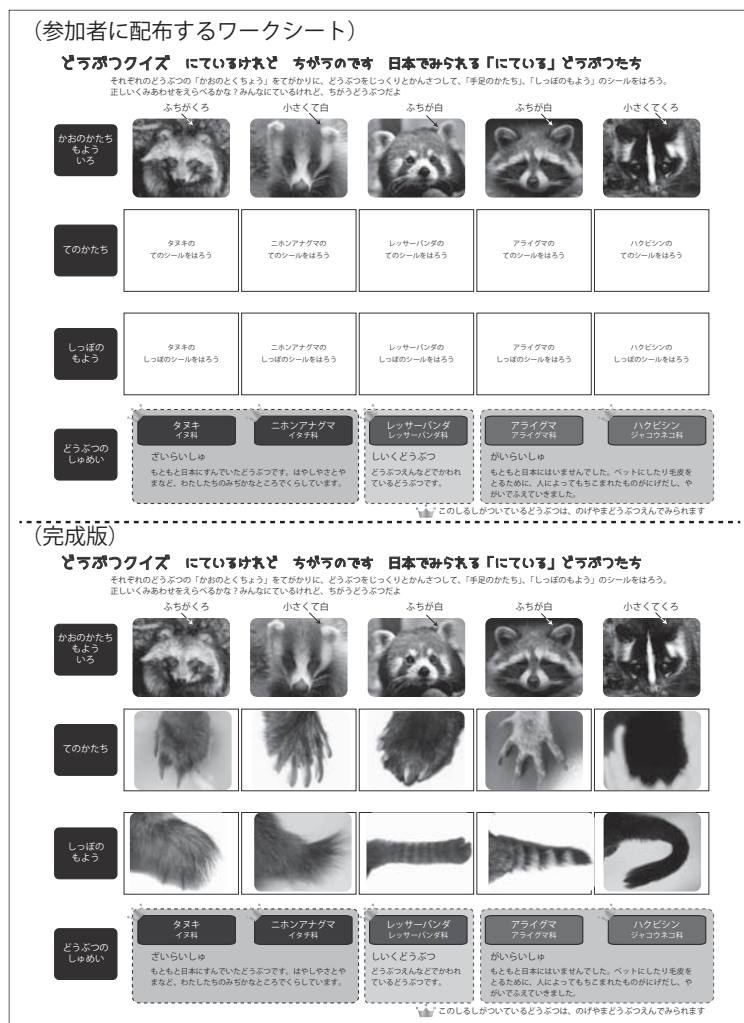 （参加者に配布するワークシート）
どうぶつクイズ にているけれど ちがうのです 日本でみられる「にている」どうぶつたち
それぞれのどうぶつの「かおのとくちょう」をてがかりに、どうぶつをじっくりとかんさつして、「手足のかたち」、「しっぽのもよう」のシールをはろう。
正しいくみあわせをえらべるかな？みんなにているけれど、ちがうどうぶつだよ
ふちがくろ 小さくて白 ふちが白 ふちが白 小さくてくろ
かおのかたち
もよう
いろ
てのかたち
タヌキの
てのシールをはろう
ニホンアナグマの
てのシールをはろう
レッサーパンダの
てのシールをはろう
アライグマの
てのシールをはろう
ハクビシンの
てのシールをはろう
しっぽの
もよう
タヌキの
しっぽのシールをはろう
ニホンアナグマの
しっぽのシールをはろう
レッサーパンダの
しっぽのシールをはろう
アライグマの
しっぽのシールをはろう
ハクビシンの
しっぽのシールをはろう
どうぶつの
しゅめい
タヌキ
イヌ科
ニホンアナグマ
イタチ科
ざいらいしゅ
もともと日本にすんでいたどうぶつです。はやしやさとや
まなど、わたしたちのみぢかなところでくらしています。
レッサーパンダ
レッサーパンダ科
しいくどうぶつ
どうぶつえんなどでかわれ
ているどうぶつです。
アライグマ
アライグマ科
ハクビシン
ジャコウネコ科
がいらいしゅ
もともと日本にはいませんでした。ペットにしたり毛皮を
とるために、人によってもちこまれたものがにげだし、や
がいでふえていきました。
このしるしがついているどうぶつは、のげやまどうぶつえんでみられます
（完成版）
どうぶつクイズ にているけれど ちがうのです 日本でみられる「にている」どうぶつたち
それぞれのどうぶつの「かおのとくちょう」をてがかりに、どうぶつをじっくりとかんさつして、「手足のかたち」、「しっぽのもよう」のシールをはろう。
正しいくみあわせをえらべるかな？みんなにているけれど、ちがうどうぶつだよ
ふちがくろ 小さくて白 ふちが白 ふちが白 小さくてくろ
かおのかたち
もよう
いろ
てのかたち
しっぽの
もよう
どうぶつの
しゅめい
タヌキ
イヌ科
ニホンアナグマ
イタチ科
ざいらいしゅ
もともと日本にすんでいたどうぶつです。はやしやさとや
まなど、わたしたちのみぢかなところでくらしています。
レッサーパンダ
レッサーパンダ科
しいくどうぶつ
どうぶつえんなどでかわれ
ているどうぶつです。
アライグマ
アライグマ科
ハクビシン
ジャコウネコ科
がいらいしゅ
もともと日本にはいませんでした。ペットにしたり毛皮を
とるために、人によってもちこまれたものがにげだし、や
がいでふえていきました。
このしるしがついているどうぶつは、のげやまどうぶつえんでみられます